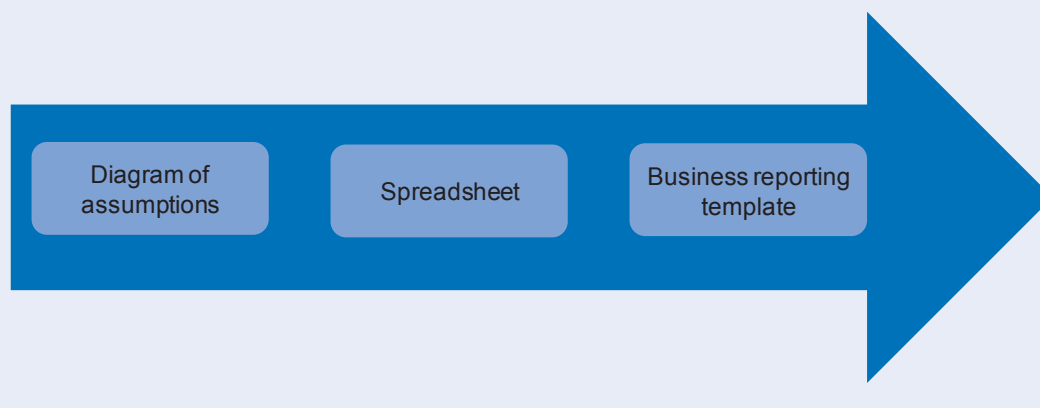 Diagram of
assumptions
Spreadsheet
Business reporting
template